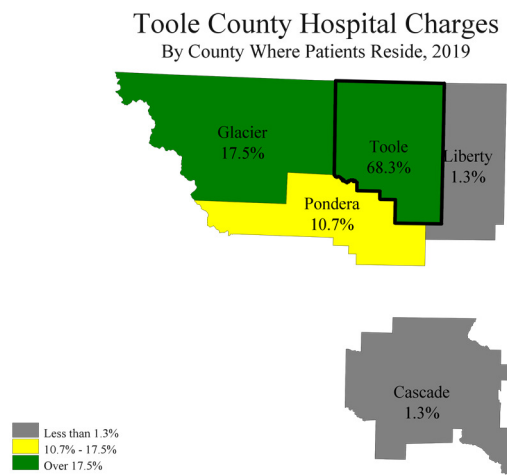 Toole County Hospital Charges
By County Where Patients Reside, 2019
Glacier
17.5%
Toole
68.3%
Liberty
1.3%
Pondera
10.7%
Cascade
1.3%
Less than 1.3%
10.7% - 17.5%
Over 17.5%